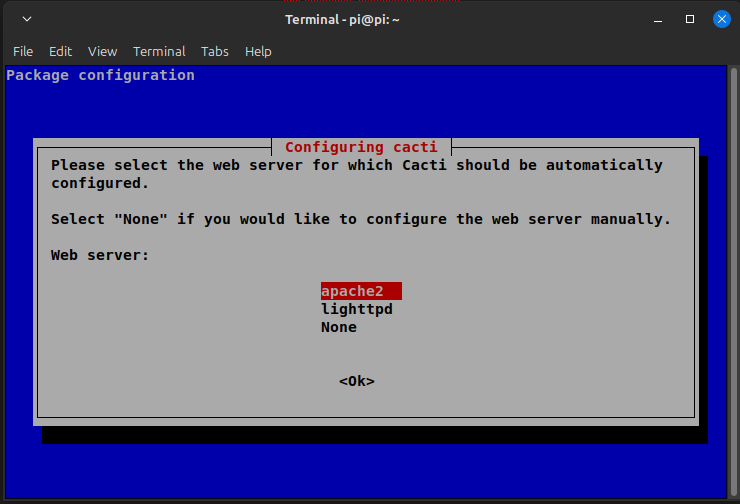 Terminal - pi@pi: ~
File Edit View Terminal Tabs Help
Package configuration
Configuring cacti
Please select the web server for which Cacti should be automatically
configured.
Select "None" if you would like to configure the web server manually.
Web server:
apache2
lighttpd
None
<Ok>